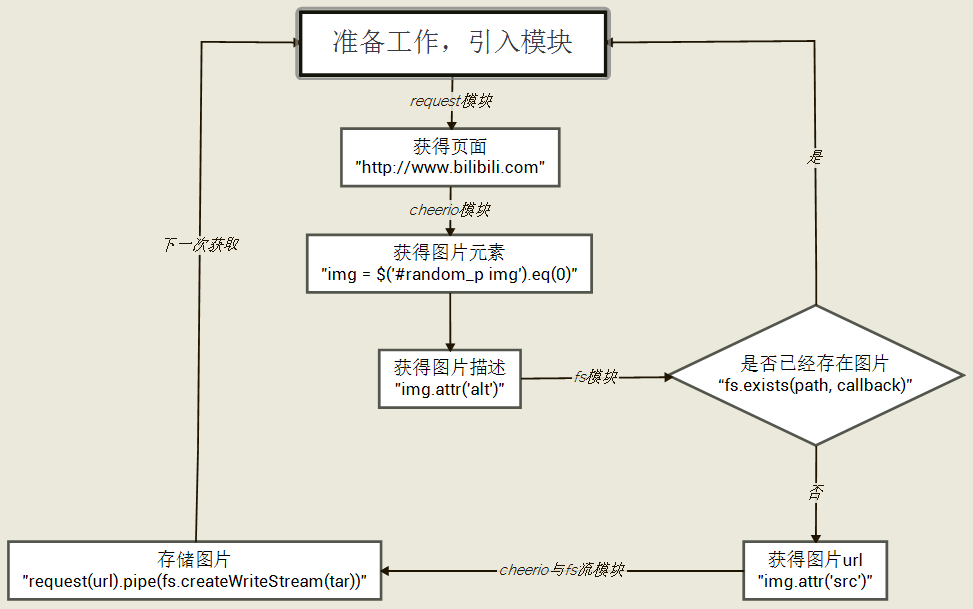 准备工作，引入模块
request模块
获得页面
"http://www.bilibili.com"
cheerio模块
获得图片元素
"img = $('#random_p img').eq(0)"
获得图片描述
"img.attr('alt')"
fs模块
是否已经存在图片
“fs.exists(path, callback)”
是
否
获得图片url
"img.attr('src')"
cheerio与fs流模块
存储图片
"request(url).pipe(fs.createWriteStream(tar))"
下一次获取